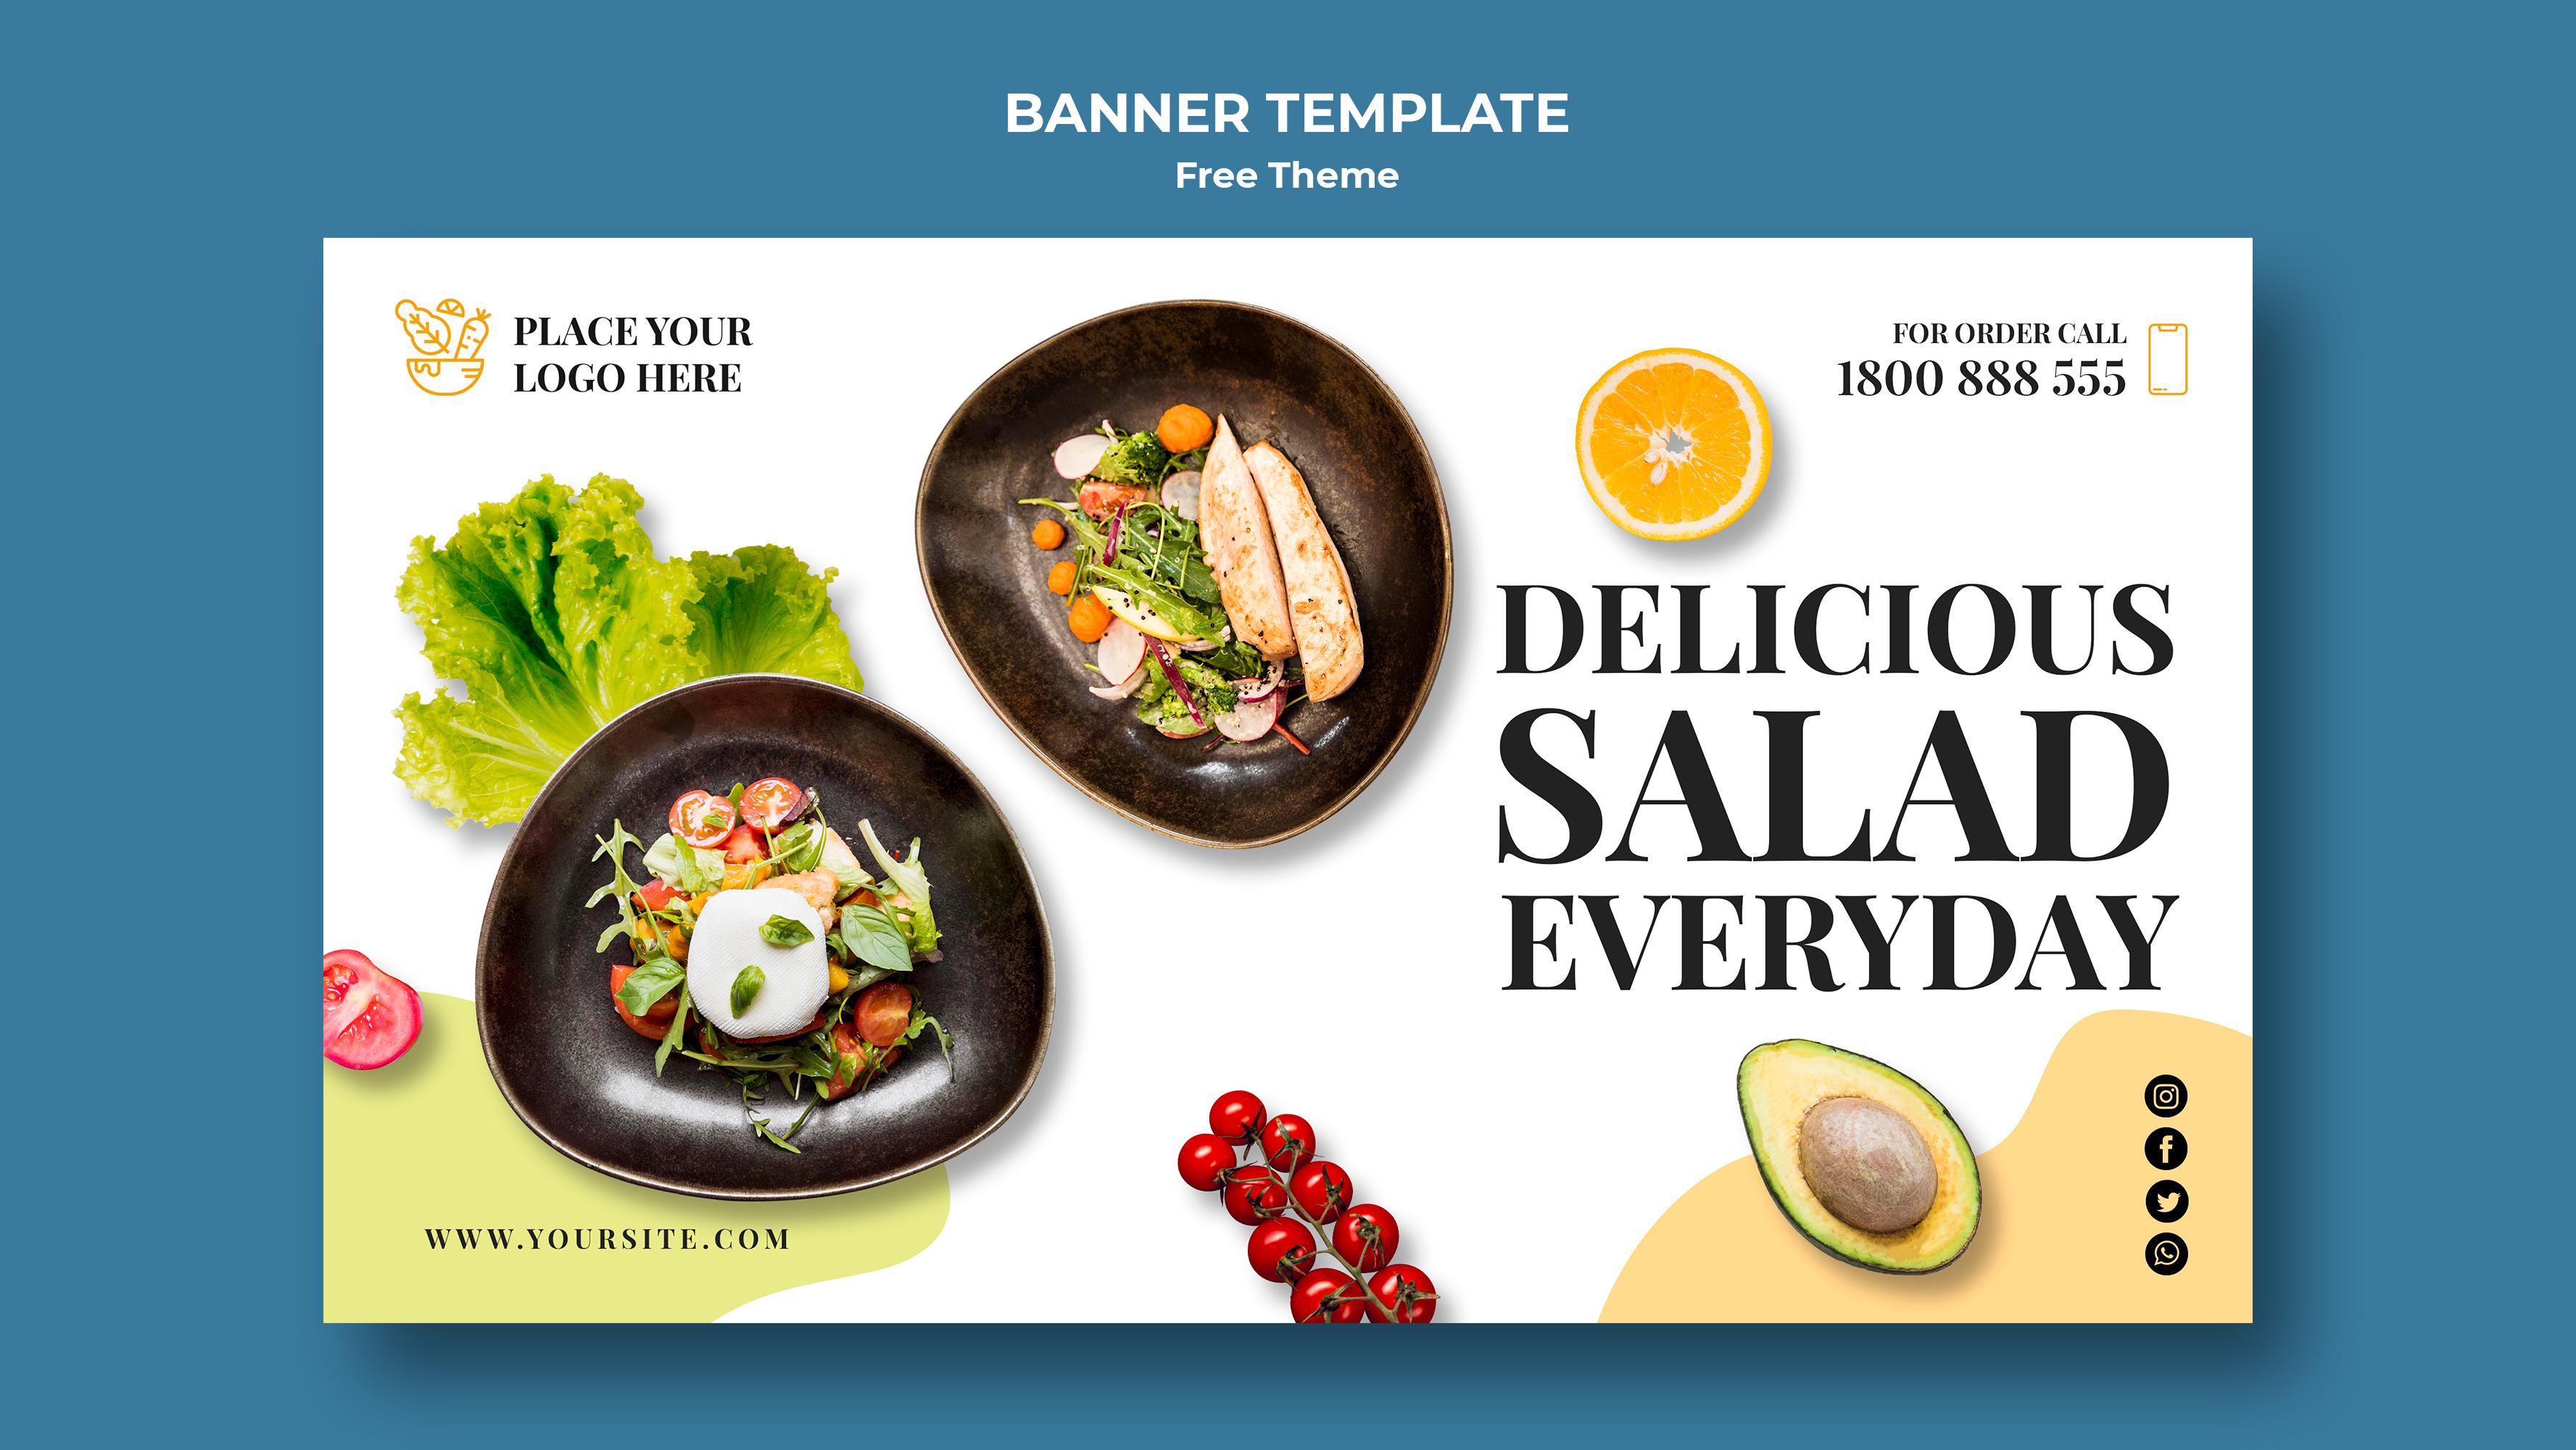 BANNER TEMPLATE
Free Theme
PLACE YOUR
LOGO HERE
FOR ORDER CALL
1800 888 555
DELICIOUS
SALAD
EVERYDAY
WWW.YOURSITE.COM